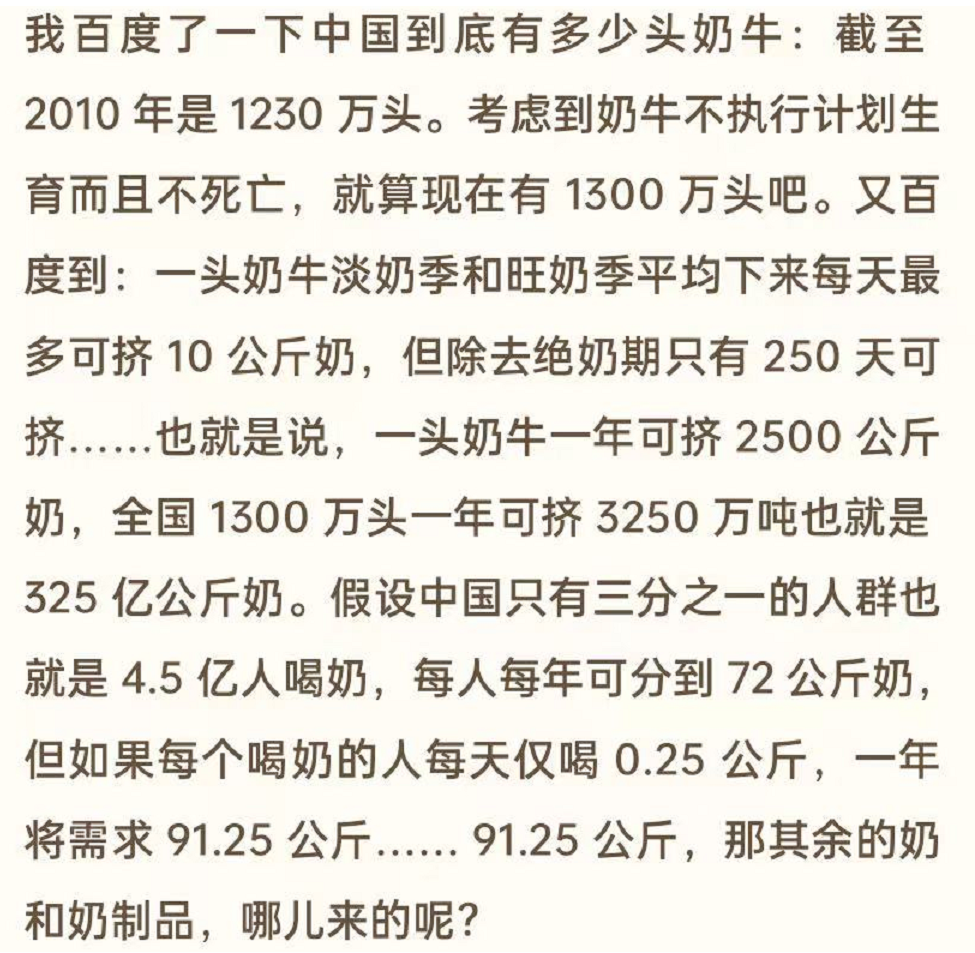 我百度了一下中国到底有多少头奶牛：截至
2010 年是 1230 万头。考虑到奶牛不执行计划生
育而且不死亡，就算现在有 1300 万头吧。又百
度到：一头奶牛淡奶季和旺奶季平均下来每天最
多可挤 10 公斤奶，但除去绝奶期只有 250 天可
挤……也就是说，一头奶牛一年可挤 2500 公斤
奶，全国 1300 万头一年可挤 3250 万吨也就是
325 亿公斤奶。假设中国只有三分之一的人群也
就是 4.5 亿人喝奶，每人每年可分到 72 公斤奶，
但如果每个喝奶的人每天仅喝 0.25 公斤，一年
将需求 91.25 公斤…… 91.25 公斤，那其余的奶
和奶制品，哪儿来的呢？